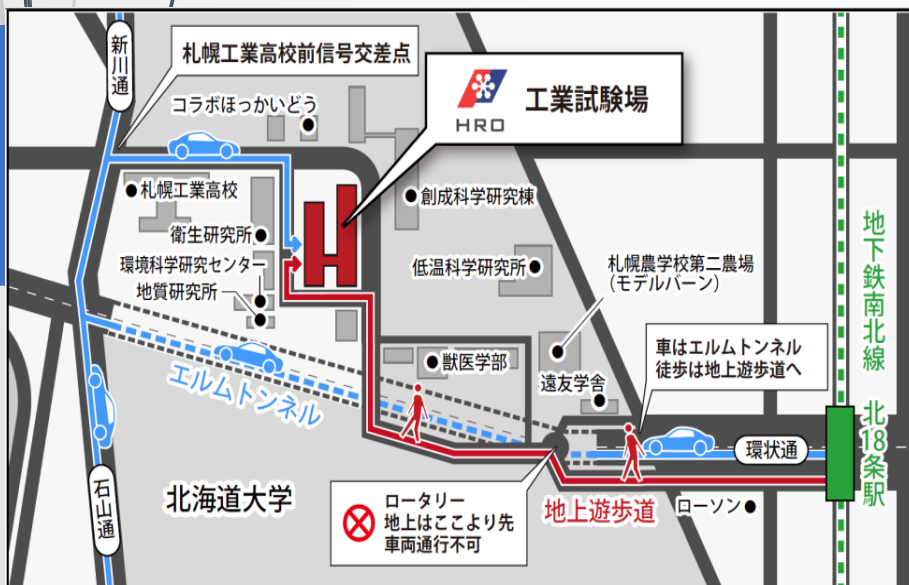 新川通
札幌工業高校前信号交差点
コラボほっかいどう
HRO
工業試験場
札幌工業高校
創成科学研究棟
衛生研究所
環境科学研究センター
地質研究所
低温科学研究所
札幌農学校第二農場
(モデルバーン)
地下鉄南北線 北18条駅
車はエルムトンネル
徒歩は地上遊歩道へ
獣医学部
遠友学舎
エルムトンネル
環状通
石山通
北海道大学
ロータリー
地上はここより先
車両通行不可
地上遊歩道
ローソン